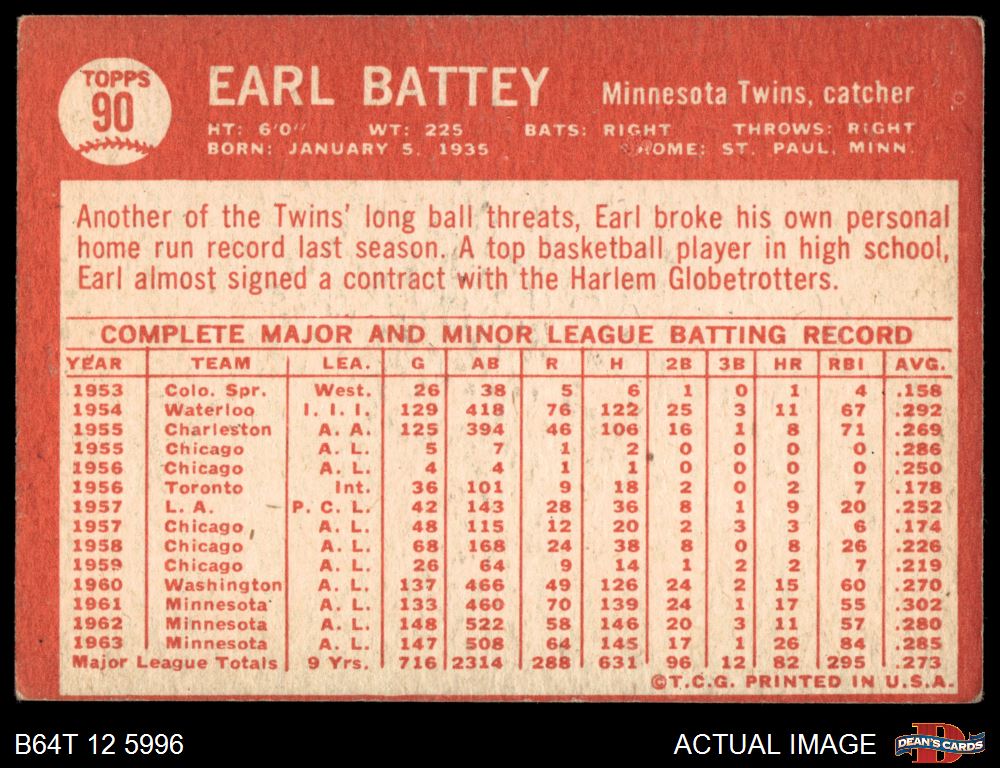 TOPPS
90
EARL BATTEY
Minnesota Twins, catcher
HT: 6'0" WT: 225 BATS: RIGHT THROWS: RIGHT
BORN: JANUARY 5, 1935 HOME: ST. PAUL, MINN.
Another of the Twins' long ball threats, Earl broke his own personal
home run record last season. A top basketball player in high school,
Earl almost signed a contract with the Harlem Globetrotters.
COMPLETE MAJOR AND MINOR LEAGUE BATTING RECORD
YEAR TEAM LEA. G AB R H 2B 3B HR RBI AVG.
1953 Colo. Spr. West. 26 38 5 6 1 0 1 4 .158
1954 Waterloo I. I. I. 129 418 76 122 25 3 11 67 .292
1955 Charleston A. A. 125 394 46 106 16 1 8 71 .269
1955 Chicago A. L. 5 7 1 2 0 0 0 0 .286
1956 Chicago A. L. 4 4 1 1 0 0 0 0 .250
1956 Toronto Int. 36 101 9 18 2 0 2 7 .178
1957 L. A. P. C. L. 42 143 28 36 8 1 9 20 .252
1957 Chicago A. L. 48 115 12 20 2 3 3 6 .174
1958 Chicago A. L. 68 168 24 38 8 0 8 26 .226
1959 Chicago A. L. 26 64 9 14 1 2 2 7 .219
1960 Washington A. L. 137 466 49 126 24 2 15 60 .270
1961 Minnesota A. L. 133 460 70 139 24 1 17 55 .302
1962 Minnesota A. L. 148 522 58 146 20 3 11 57 .280
1963 Minnesota A. L. 147 508 64 145 17 1 26 84 .285
Major League Totals 9 Yrs. 716 2314 288 631 96 12 82 295 .273
©T.C.G. PRINTED IN U.S.A.
B64T 12 5996
ACTUAL IMAGE
D
DEAN'S CARDS